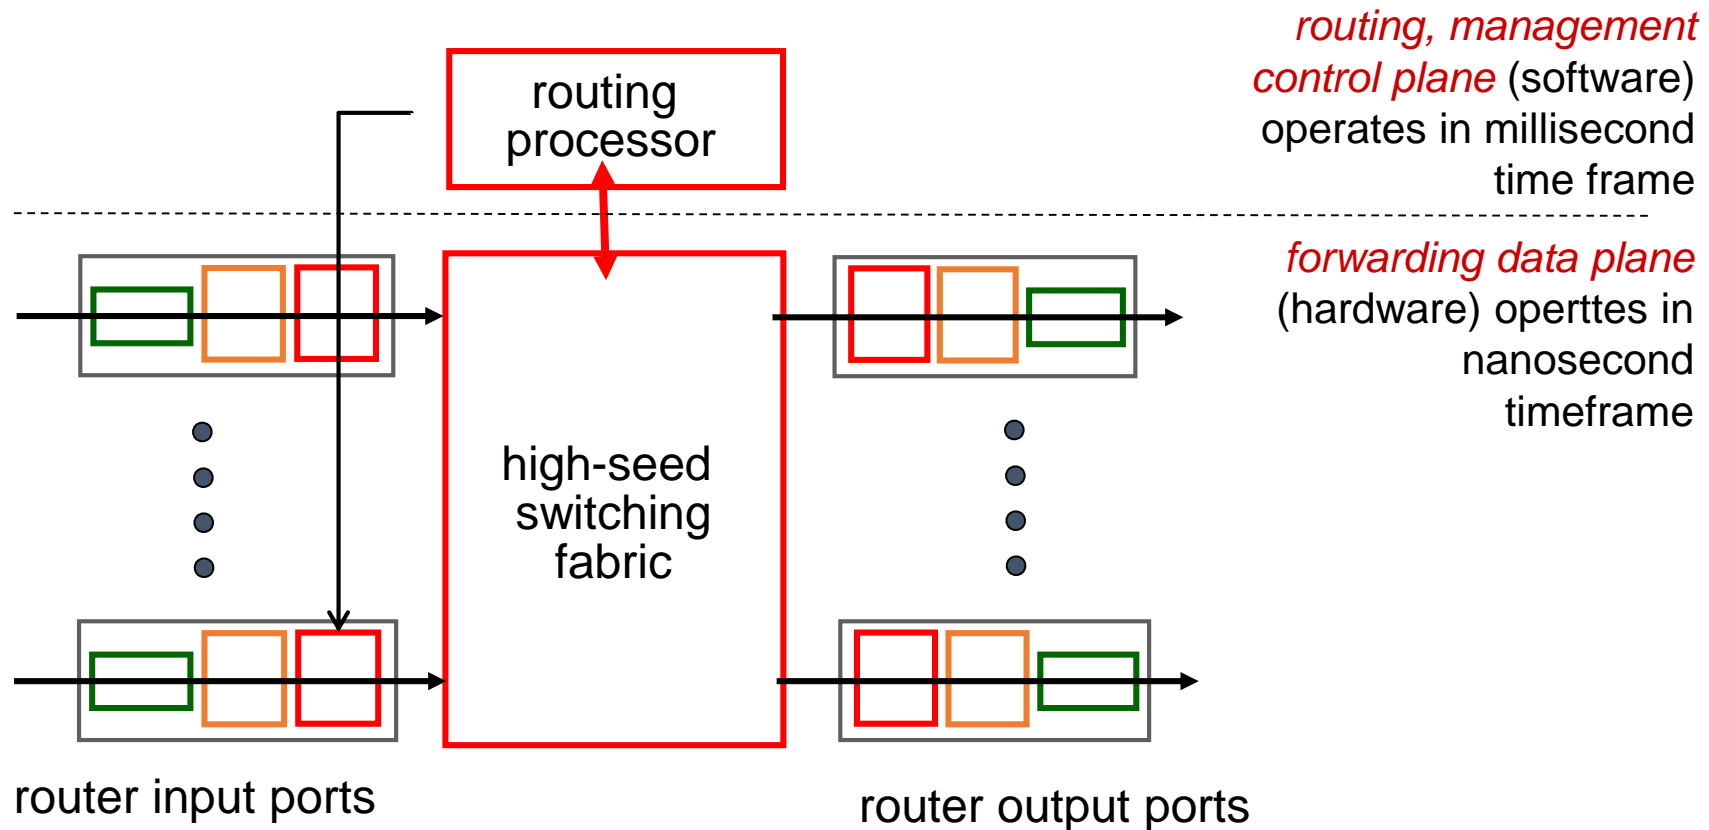 routing, management
control plane (software)
operates in millisecond
time frame
routing
processor
forwarding data plane
(hardware) operttes in
nanosecond
timeframe
high-seed
switching
fabric
router input ports
router output ports